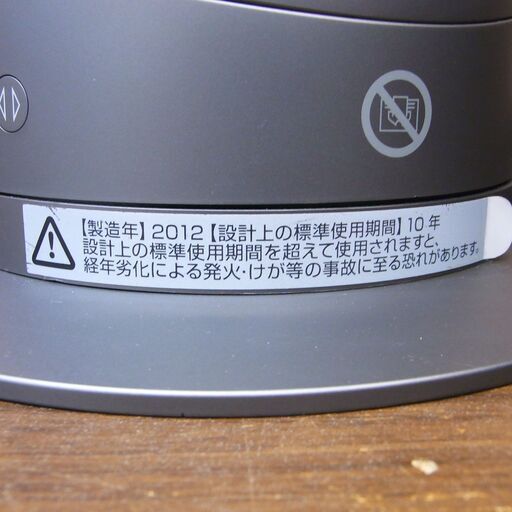 【製造年】2012【設計上の標準使用期間】10年
設計上の標準使用期間を超えて使用されますと、
経年劣化による発火・けが等の事故に至る恐れがあります。